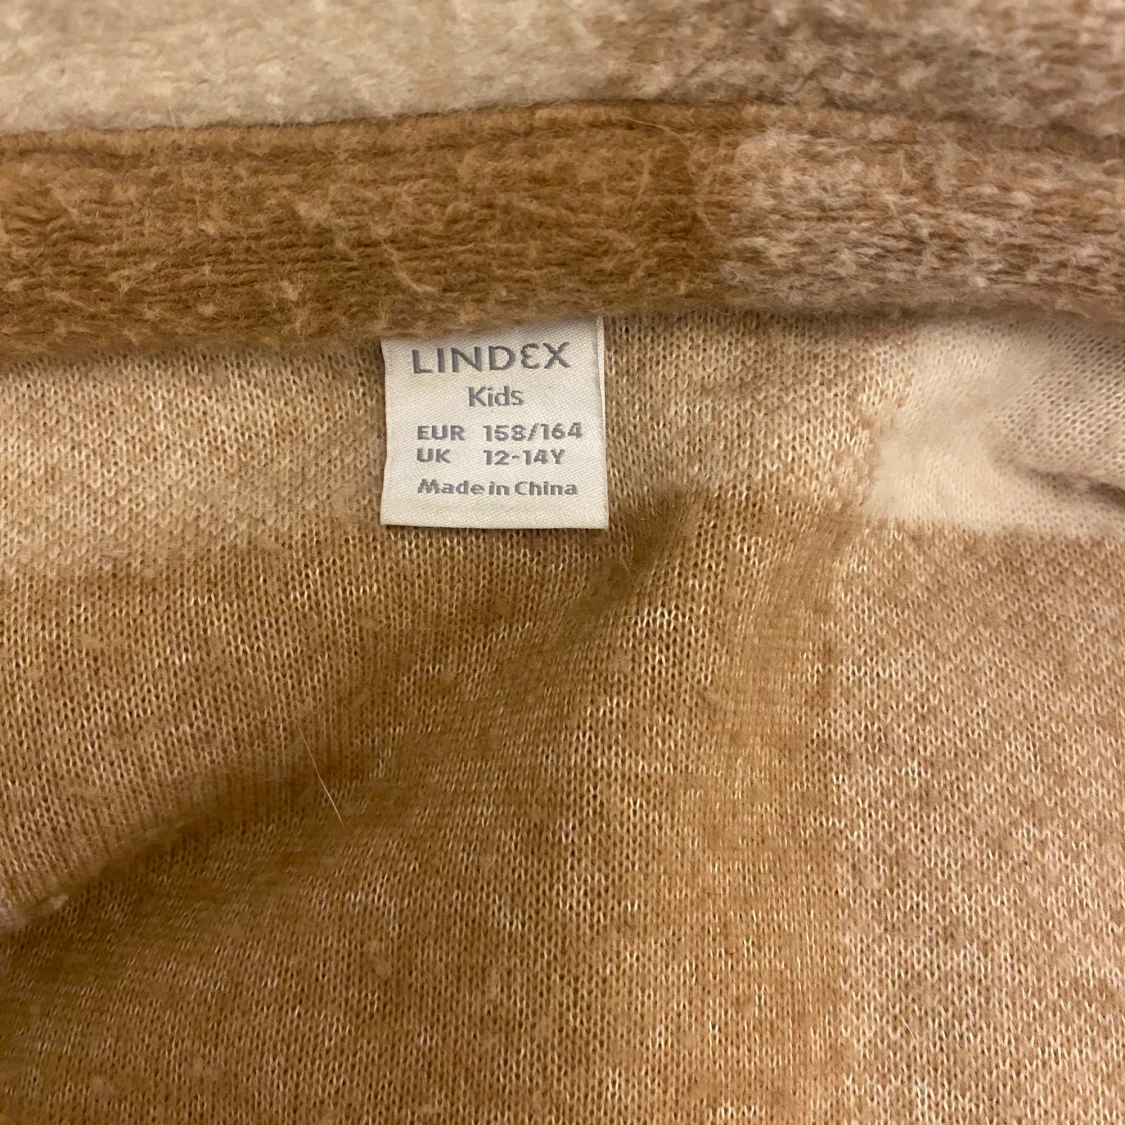 LINDEX
Kids
EUR 158/164
UK 12-14Y
Made in China